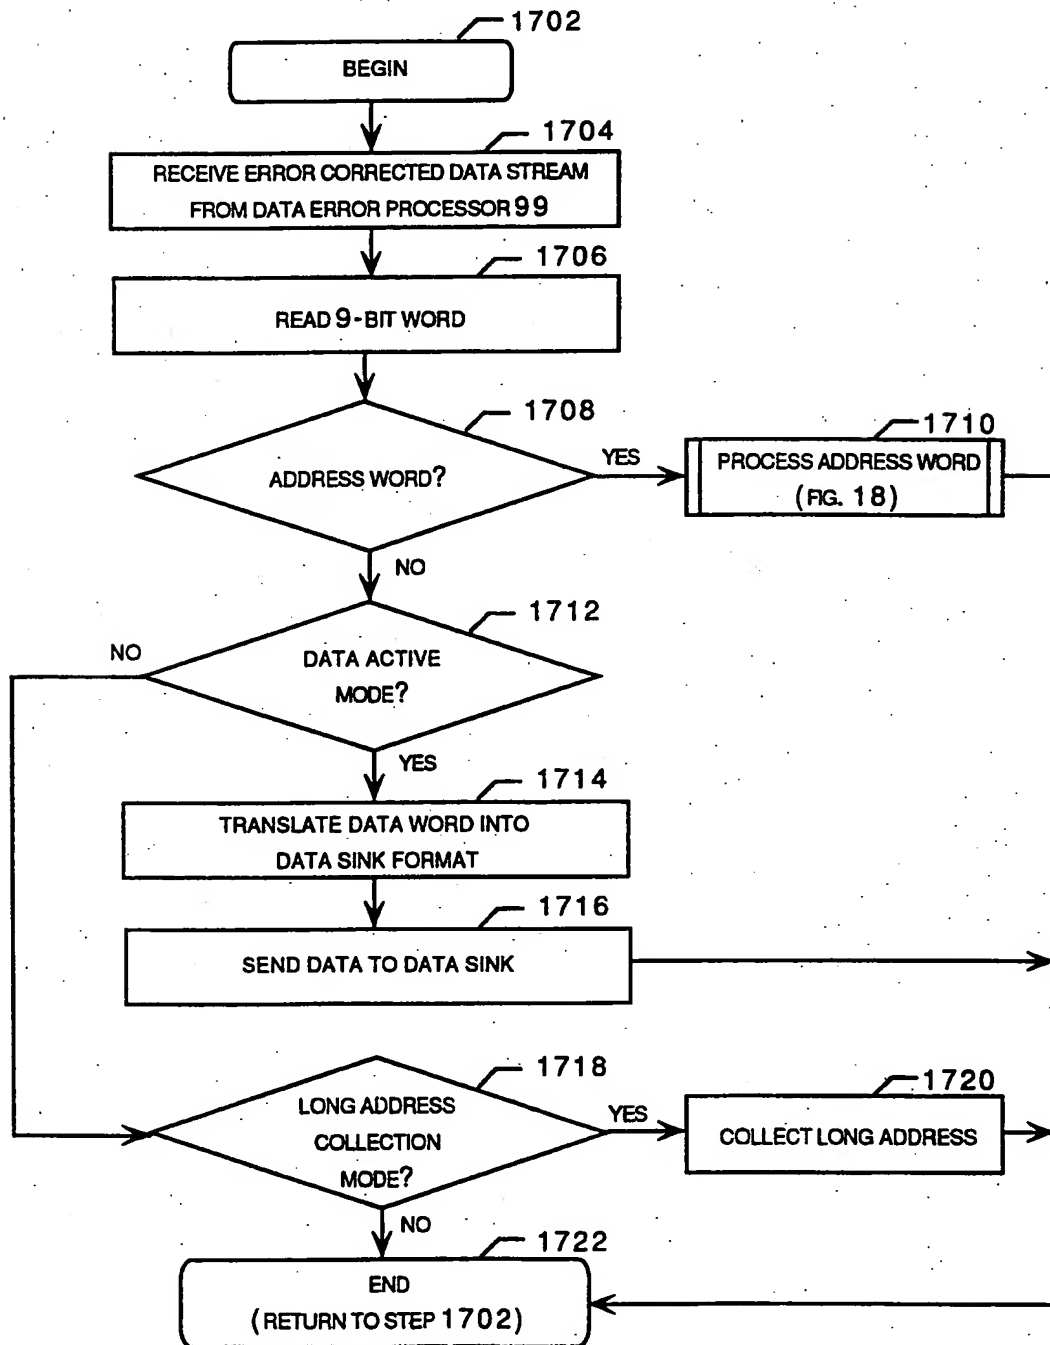 1702
BEGIN
1704
RECEIVE ERROR CORRECTED DATA STREAM
FROM DATA ERROR PROCESSOR 99
1706
READ 9-BIT WORD
1708
ADDRESS WORD?
YES
1710
PROCESS ADDRESS WORD
(FIG. 18)
NO
1712
DATA ACTIVE
MODE?
NO
YES
1714
TRANSLATE DATA WORD INTO
DATA SINK FORMAT
1716
SEND DATA TO DATA SINK
1718
LONG ADDRESS
COLLECTION
MODE?
YES
1720
COLLECT LONG ADDRESS
NO
1722
END
(RETURN TO STEP 1702)